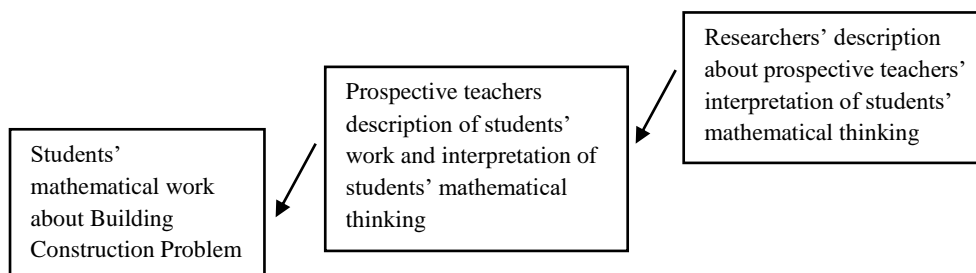 Students’
mathematical work
about Building
Construction Problem
Prospective teachers
description of students’
work and interpretation of
students’ mathematical
thinking
Researchers’ description
about prospective teachers’
interpretation of students’
mathematical thinking